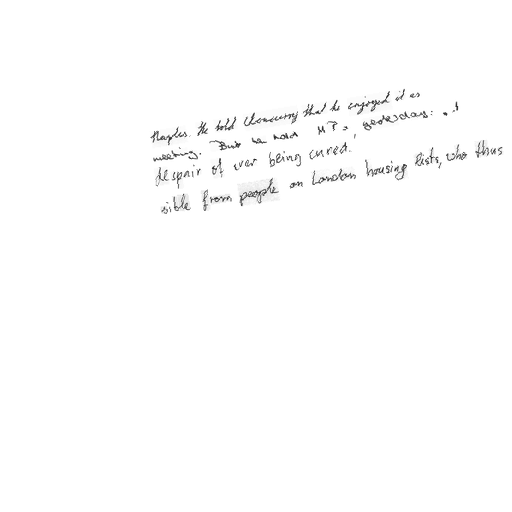 Naples. He told Chomcurry that he enjoyed it as
meeting. But he told M P s, yesterday: "I
despair of ever being cured.
sible from people on London housing lists, who thus